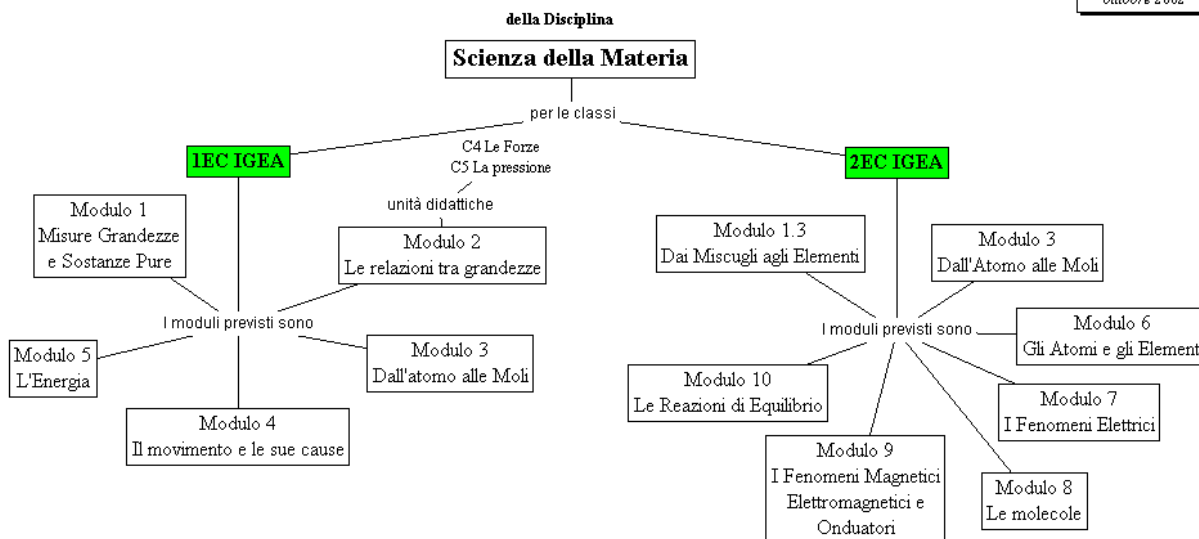 ottobre 2002
della Disciplina
Scienza della Materia
per le classi
1EC IGEA
C4 Le Forze
C5 La pressione
unità didattiche
2EC IGEA
Modulo 1
Misure Grandezze
e Sostanze Pure
Modulo 2
Le relazioni tra grandezze
I moduli previsti sono
Modulo 5
L'Energia
Modulo 3
Dall'atomo alle Moli
Modulo 4
Il movimento e le sue cause
Modulo 1.3
Dai Miscugli agli Elementi
Modulo 3
Dall'Atomo alle Moli
I moduli previsti sono
Modulo 6
Gli Atomi e gli Element
Modulo 10
Le Reazioni di Equilibrio
Modulo 7
I Fenomeni Elettrici
Modulo 9
I Fenomeni Magnetici
Elettromagnetici e
Onduatori
Modulo 8
Le molecole